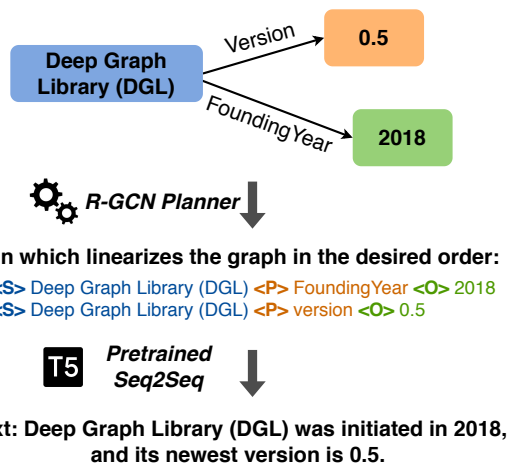 Deep Graph
Library (DGL)
Version
0.5
FoundingYear
2018
R-GCN Planner
n which linearizes the graph in the desired order:
<S> Deep Graph Library (DGL) <P> FoundingYear <O> 2018
<S> Deep Graph Library (DGL) <P> version <O> 0.5
T5
Pretrained
Seq2Seq
xt: Deep Graph Library (DGL) was initiated in 2018,
and its newest version is 0.5.